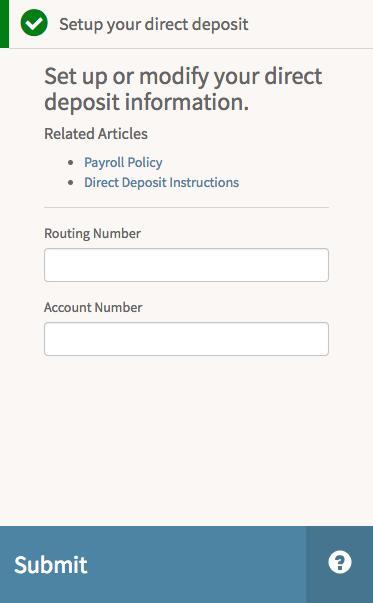 Setup your direct deposit
Set up or modify your direct
deposit information.
Related Articles
Payroll Policy
Direct Deposit Instructions
Routing Number
Account Number
Submit
?